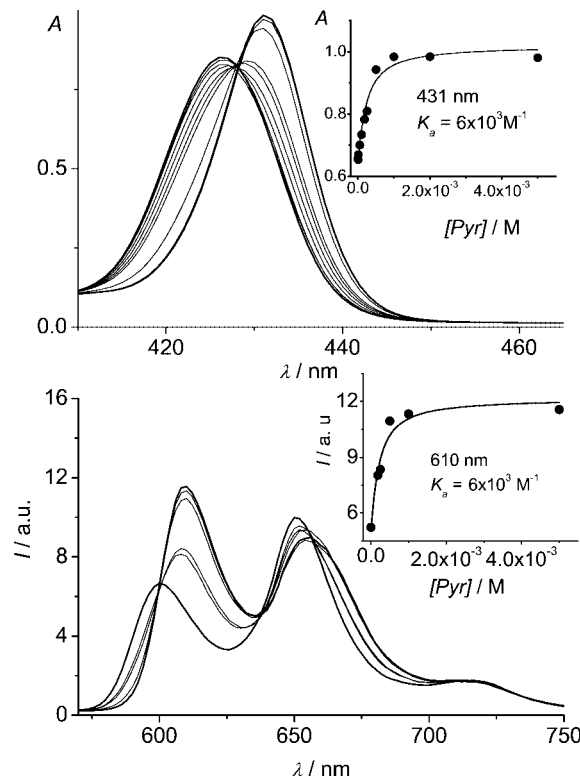 A
0.5
0.0
420 440 460
λ / nm
A
1.0
0.8
0.6
431 nm
Kₐ = 6x10³M⁻¹
0.0 2.0x10⁻³ 4.0x10⁻³
[Pyr] / M
16
12
8
4
0
I / a.u.
600 650 700 750
λ / nm
12
9
6
I / a. u
610 nm
Kₐ = 6x10³ M⁻¹
0.0 2.0x10⁻³ 4.0x10⁻³
[Pyr] / M